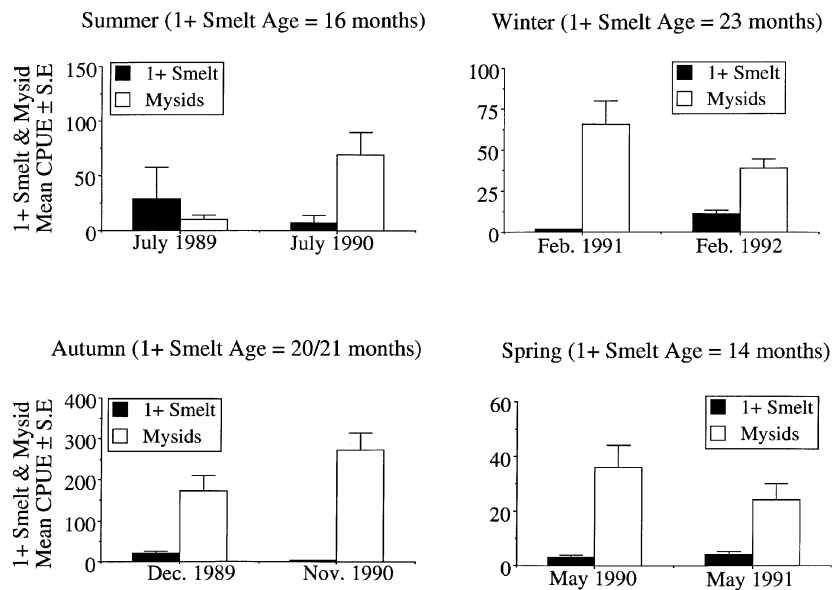 Summer (1+ Smelt Age = 16 months)
1+ Smelt & Mysid
Mean CPUE ± S.E
150
100
50
0
1+ Smelt
Mysids
July 1989
July 1990
Winter (1+ Smelt Age = 23 months)
100
75
50
25
0
1+ Smelt
Mysids
Feb. 1991
Feb. 1992
Autumn (1+ Smelt Age = 20/21 months)
1+ Smelt & Mysid
Mean CPUE ± S.E
400
300
200
100
0
1+ Smelt
Mysids
Dec. 1989
Nov. 1990
Spring (1+ Smelt Age = 14 months)
60
40
20
0
1+ Smelt
Mysids
May 1990
May 1991